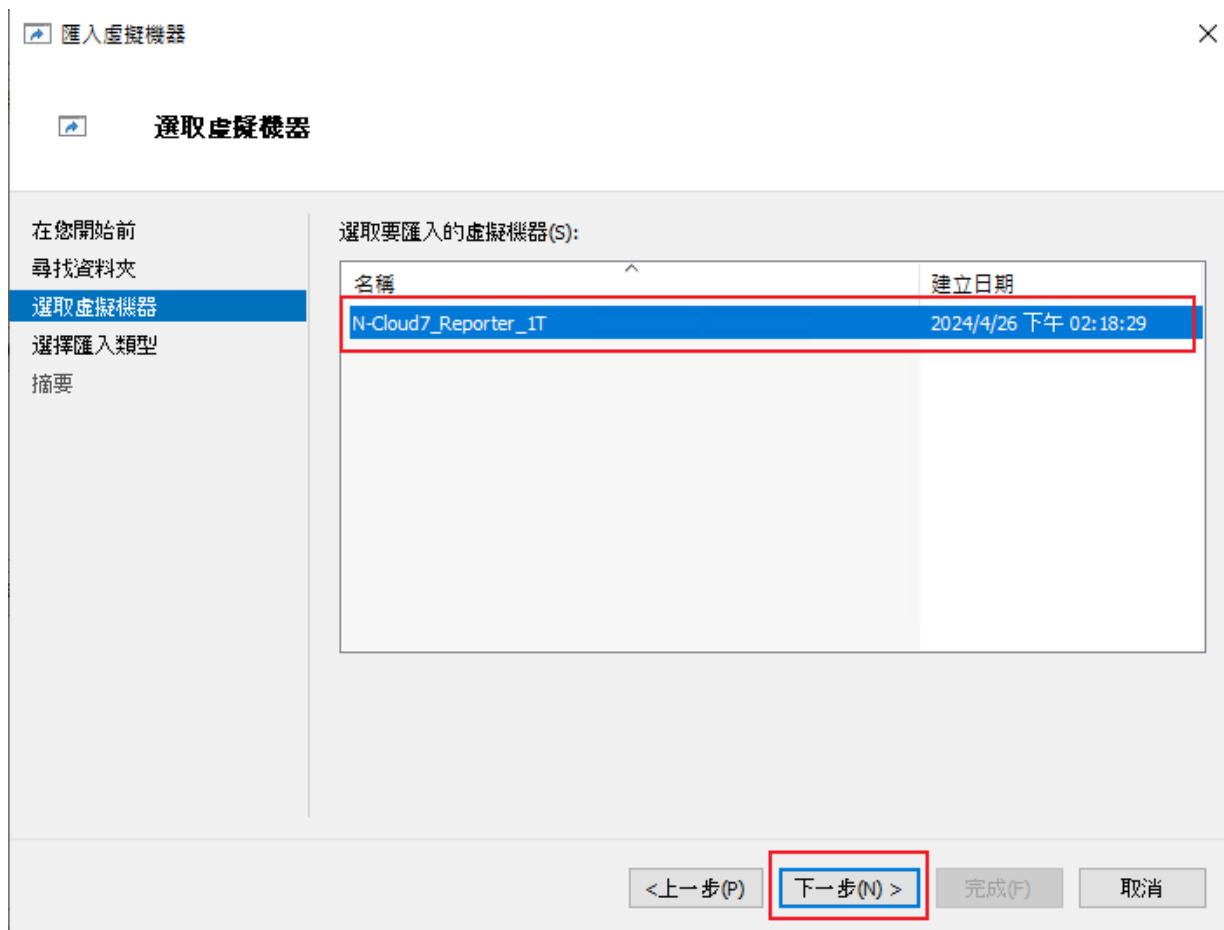 匯入虛擬機器
選取虛擬機器
在您開始前
尋找資料夾
選取虛擬機器
選擇匯入類型
摘要
選取要匯入的虛擬機器(S):
名稱 建立日期
N-Cloud7_Reporter_1T 2024/4/26 下午 02:18:29
<上一步(P) 下一步(N) > 完成(F) 取消